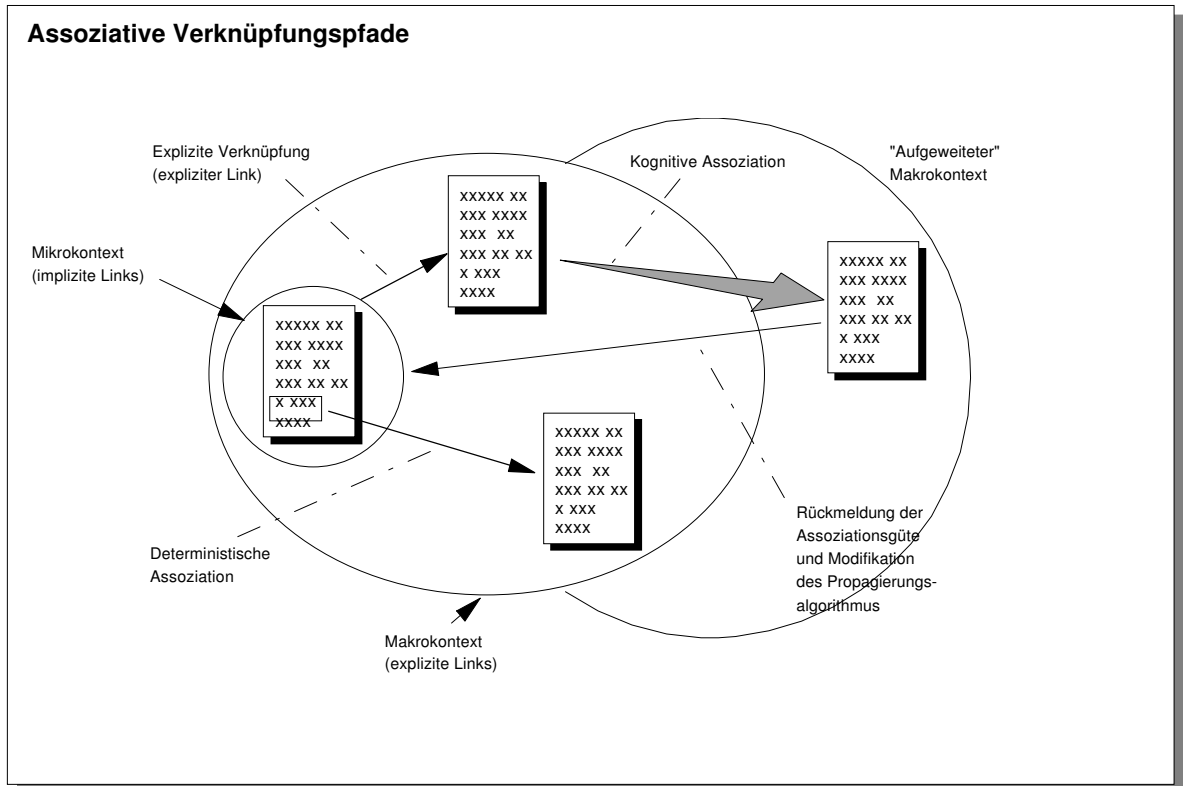 Assoziative Verknüpfungspfade
Explizite Verknüpfung
(expliziter Link)
Kognitive Assoziation
"Aufgeweiteter"
Makrokontext
Mikrokontext
(implizite Links)
xxxxx xx
xxx xxxx
xxx xx
xxx xx xx
x xxx
xxxx
xxxxx xx
xxx xxxx
xxx xx
xxx xx xx
x xxx
xxxx
xxxxx xx
xxx xxxx
xxx xx
xxx xx xx
x xxx
xxxx
xxxxx xx
xxx xxxx
xxx xx
xxx xx xx
x xxx
xxxx
Deterministische
Assoziation
Rückmeldung der
Assoziationsgüte
und Modifikation
des Propagierungs-
algorithmus
Makrokontext
(explizite Links)